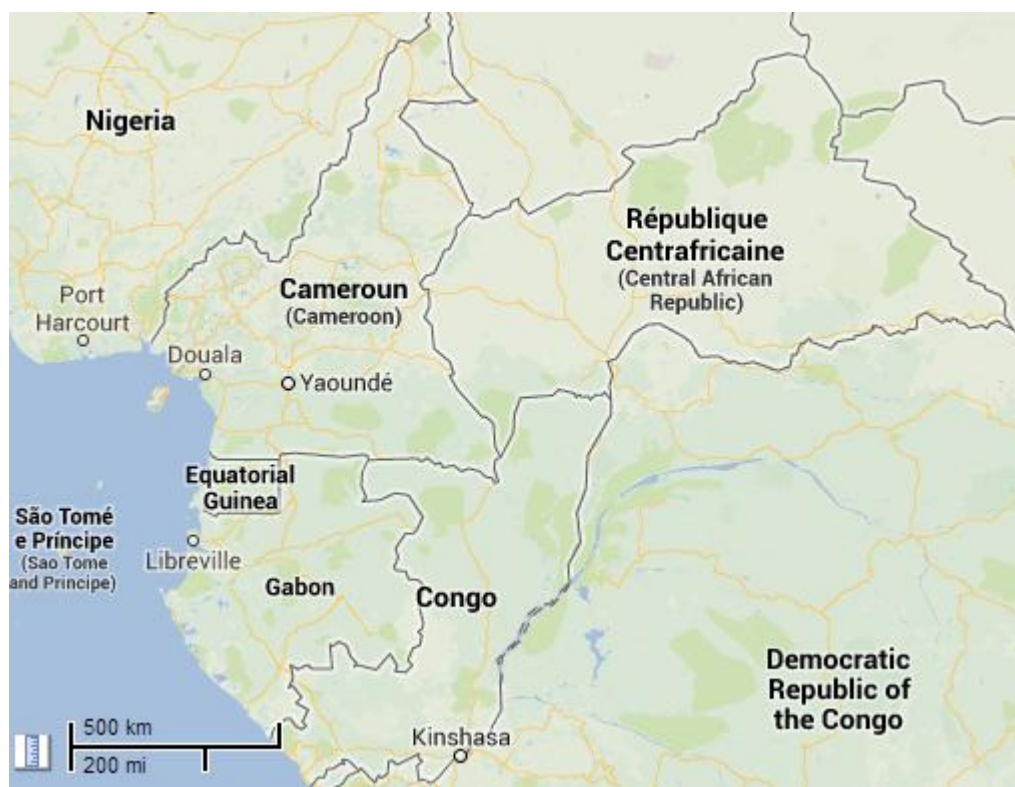 Nigeria
République
Centrafricaine
(Central African
Republic)
Cameroun
(Cameroon)
Port
Harcourt
Douala
Yaoundé
Equatorial
Guinea
São Tomé
e Príncipe
(Sao Tome
and Principe)
Libreville
Gabon
Congo
Democratic
Republic of
the Congo
Kinshasa
500 km
200 mi